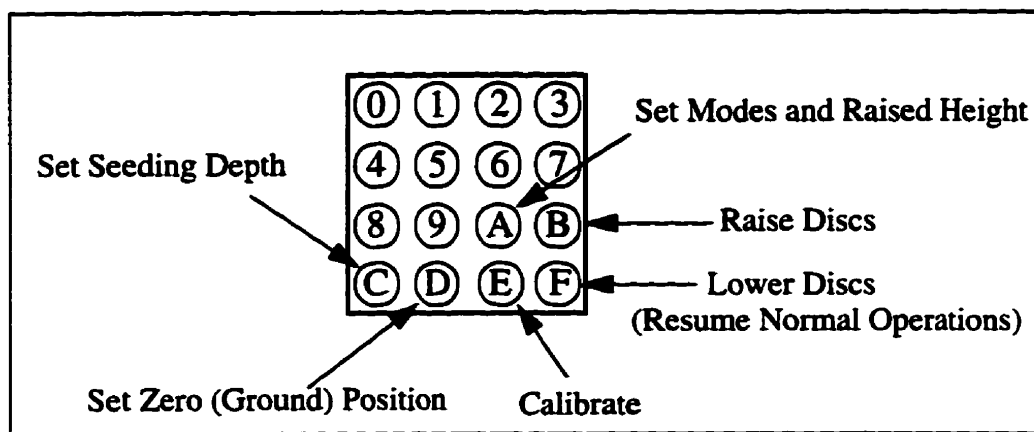 0 1 2 3
Set Modes and Raised Height
Set Seeding Depth
4 5 6 7
8 9 A B
Raise Discs
C D E F
Lower Discs
(Resume Normal Operations)
Set Zero (Ground) Position
Calibrate